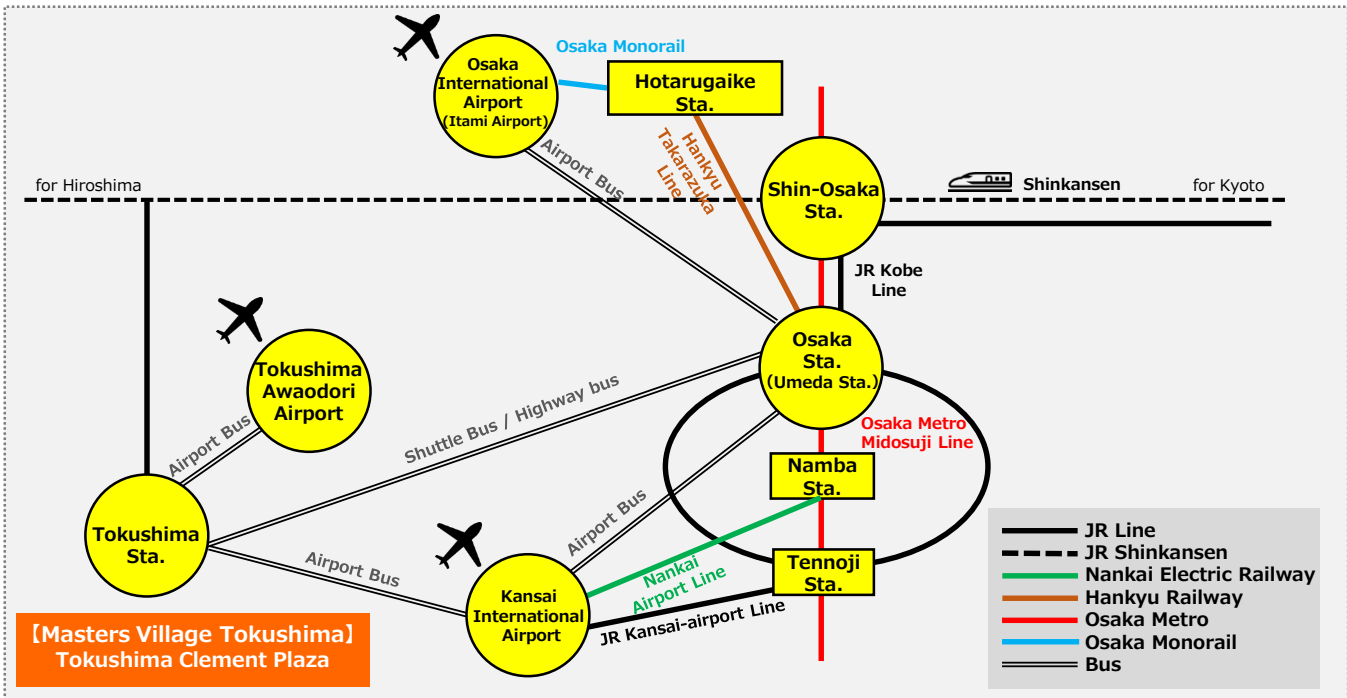 Osaka Monorail
Osaka
International
Airport
(Itami Airport)
Hotarugaike
Sta.
Airport Bus
Hankyu
Takarazuka
Line
for Hiroshima
Shin-Osaka
Sta.
Shinkansen
for Kyoto
JR Kobe
Line
Tokushima
Awaodori
Airport
Airport Bus
Shuttle Bus / Highway bus
Osaka
Sta.
(Umeda Sta.)
Osaka Metro
Midosuji Line
Namba
Sta.
Tokushima
Sta.
Airport Bus
Airport Bus
Kansai
International
Airport
Nankai
Airport Line
JR Kansai-airport Line
Tennoji
Sta.
【Masters Village Tokushima】
Tokushima Clement Plaza
JR Line
JR Shinkansen
Nankai Electric Railway
Hankyu Railway
Osaka Metro
Osaka Monorail
Bus